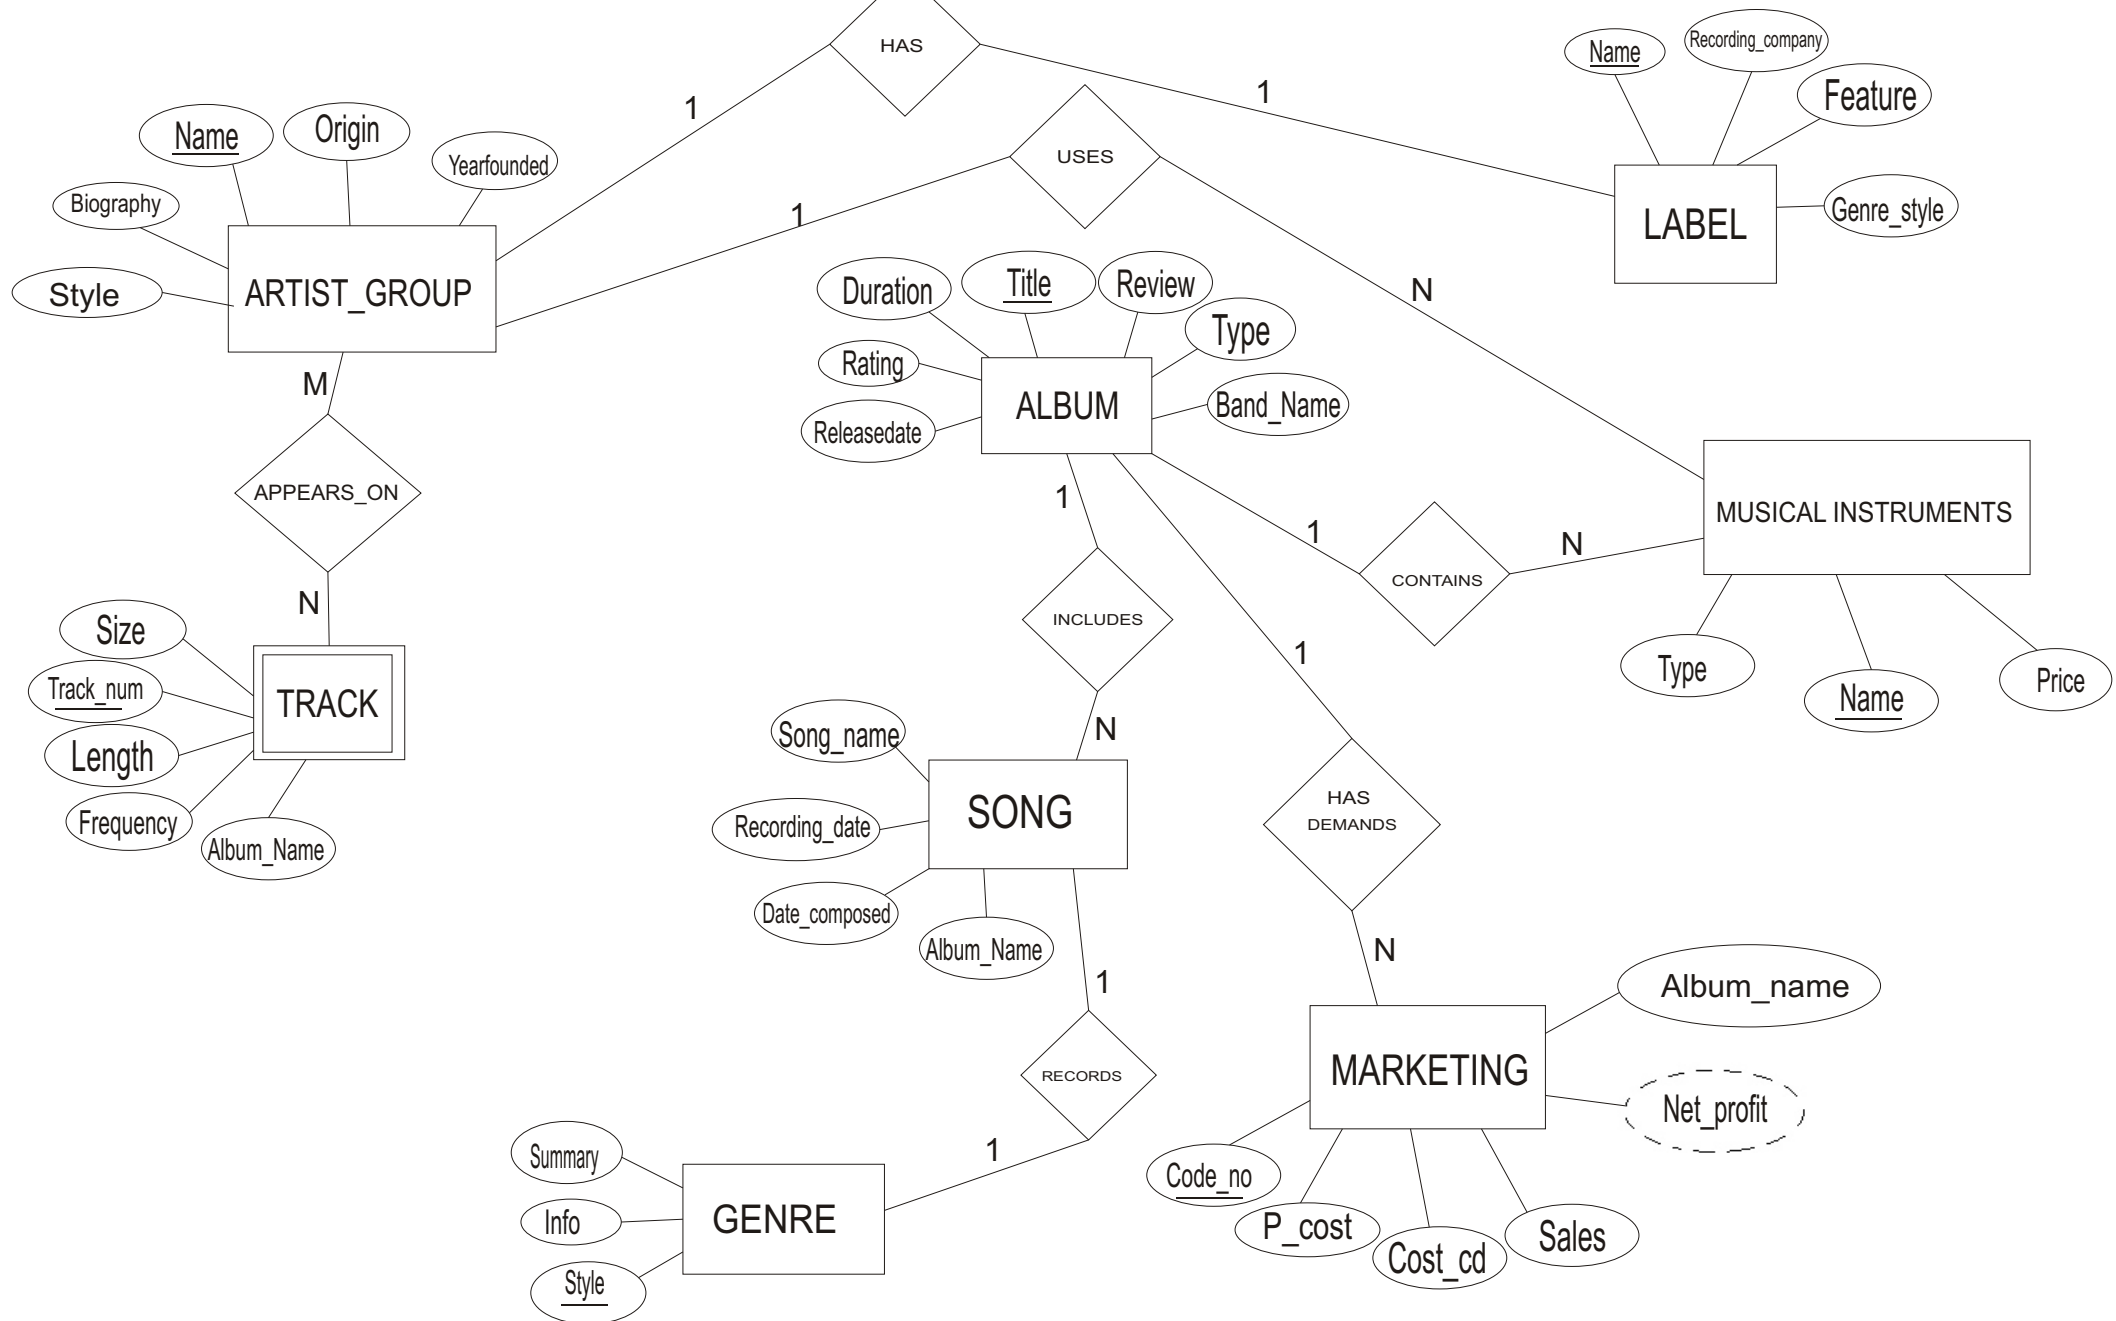 HAS
1
1
Name
Recording_company
Feature
Genre_style
LABEL
Name
Origin
Yearfounded
Biography
Style
ARTIST_GROUP
1
USES
N
Duration
Title
Review
Type
Rating
Band_Name
Releasedate
ALBUM
M
APPEARS_ON
N
Size
Track_num
Length
Frequency
Album_Name
TRACK
1
INCLUDES
N
1
CONTAINS
N
MUSICAL INSTRUMENTS
Type
Name
Price
1
HAS
DEMANDS
N
Song_name
Recording_date
Date_composed
Album_Name
SONG
1
RECORDS
1
Summary
Info
Style
GENRE
MARKETING
Album_name
Net_profit
Code_no
P_cost
Cost_cd
Sales